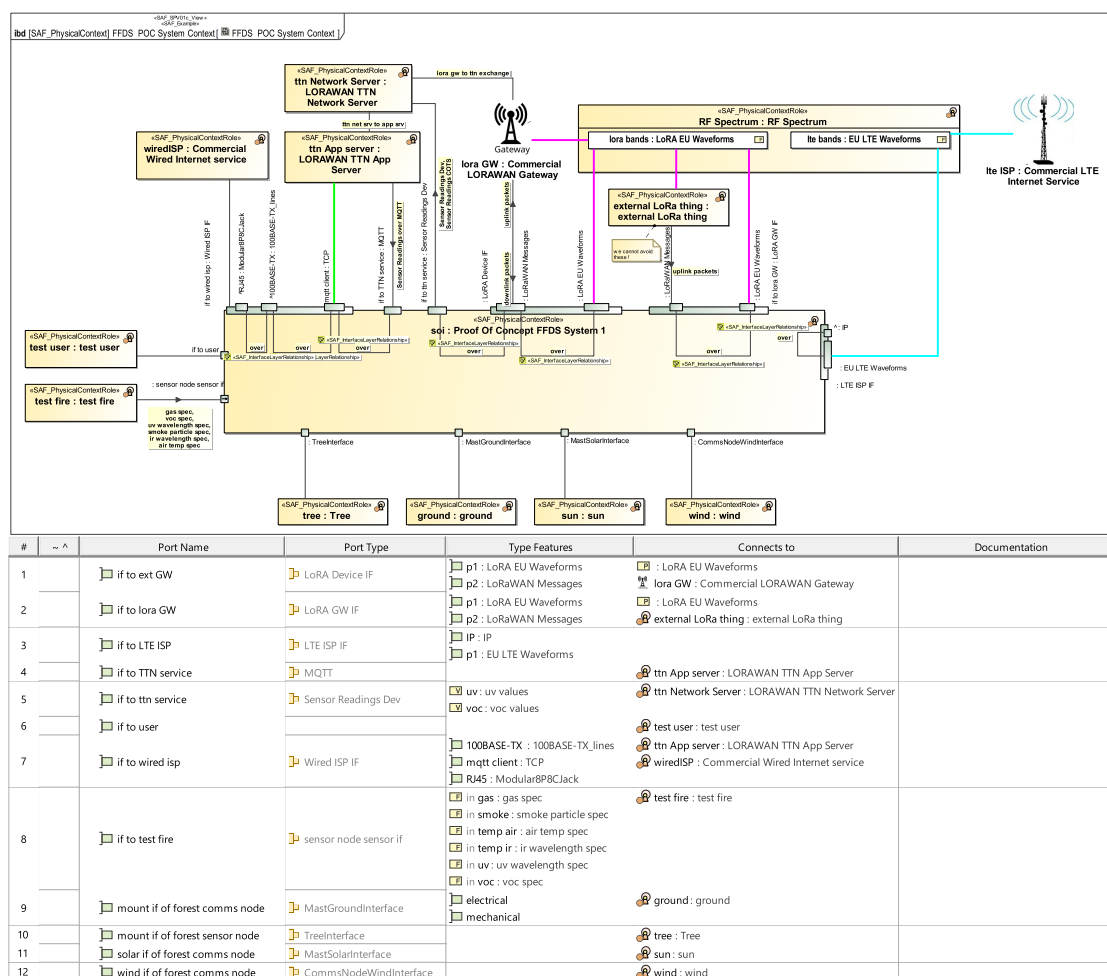 «SAF_SPV01c_View»
«SAF_Example»
ibd [SAF_PhysicalContext] FFDS POC System Context[ FFDS POC System Context ]
«SAF_PhysicalContextRole»
ttn Network Server :
LORAWAN TTN
Network Server
lora gw to ttn exchange
ttn net srv to app srv
«SAF_PhysicalContextRole»
wiredISP : Commercial
Wired Internet service
«SAF_PhysicalContextRole»
ttn App server :
LORAWAN TTN App
Server
Gateway
lora GW : Commercial
LORAWAN Gateway
«SAF_PhysicalContextRole»
RF Spectrum : RF Spectrum
lora bands : LoRA EU Waveforms
lte bands : EU LTE Waveforms
lte ISP : Commercial LTE
Internet Service
«SAF_PhysicalContextRole»
external LoRa thing :
external LoRa thing
we cannot avoid
these !
uplink packets
if to wired isp : Wired ISP IF
^RJ45 : Modular8P8CJack
^100BASE-TX : 100BASE-TX_lines
mqtt client : TCP
if to TTN service : MQTT
Sensor Readings over MQTT
if to ttn service : Sensor Readings Dev
Sensor Readings Dev,
Sensor Readings COTS
: LoRA Device IF
uplink packets
downlink packets
: LoRaWAN Messages
: LoRA EU Waveforms
: LoRaWAN Messages
: LoRA EU Waveforms
if to lora GW : LoRA GW IF
«SAF_PhysicalContextRole»
soi : Proof Of Concept FFDS System 1
«SAF_InterfaceLayerRelationship»
over
over
over
«SAF_InterfaceLayerRelationship»
LayerRelationship»
over
«SAF_InterfaceLayerRelationship»
over
«SAF_InterfaceLayerRelationship»
over
«SAF_InterfaceLayerRelationship»
over
^ : IP
: EU LTE Waveforms
: LTE ISP IF
«SAF_PhysicalContextRole»
test user : test user
if to user
«SAF_PhysicalContextRole»
test fire : test fire
: sensor node sensor if
gas spec,
voc spec,
uv wavelength spec,
smoke particle spec,
ir wavelength spec,
air temp spec
: TreeInterface
: MastGroundInterface
: MastSolarInterface
: CommsNodeWindInterface
«SAF_PhysicalContextRole»
tree : Tree
«SAF_PhysicalContextRole»
ground : ground
«SAF_PhysicalContextRole»
sun : sun
«SAF_PhysicalContextRole»
wind : wind
# ~ ^ Port Name Port Type Type Features Connects to Documentation
1 if to ext GW LoRA Device IF p1 : LoRA EU Waveforms : LoRA EU Waveforms
p2 : LoRaWAN Messages lora GW : Commercial LORAWAN Gateway
2 if to lora GW LoRA GW IF p1 : LoRA EU Waveforms : LoRA EU Waveforms
p2 : LoRaWAN Messages external LoRa thing : external LoRa thing
3 if to LTE ISP LTE ISP IF IP : IP
p1 : EU LTE Waveforms
4 if to TTN service MQTT ttn App server : LORAWAN TTN App Server
5 if to ttn service Sensor Readings Dev uv : uv values ttn Network Server : LORAWAN TTN Network Server
voc : voc values
6 if to user test user : test user
7 if to wired isp Wired ISP IF 100BASE-TX : 100BASE-TX_lines ttn App server : LORAWAN TTN App Server
mqtt client : TCP wiredISP : Commercial Wired Internet service
RJ45 : Modular8P8CJack
8 if to test fire sensor node sensor if in gas : gas spec test fire : test fire
in smoke : smoke particle spec
in temp air : air temp spec
in temp ir : ir wavelength spec
in uv : uv wavelength spec
in voc : voc spec
9 mount if of forest comms node MastGroundInterface electrical ground : ground
mechanical
10 mount if of forest sensor node TreeInterface tree : Tree
11 solar if of forest comms node MastSolarInterface sun : sun
12 wind if of forest comms node CommsNodeWindInterface wind : wind